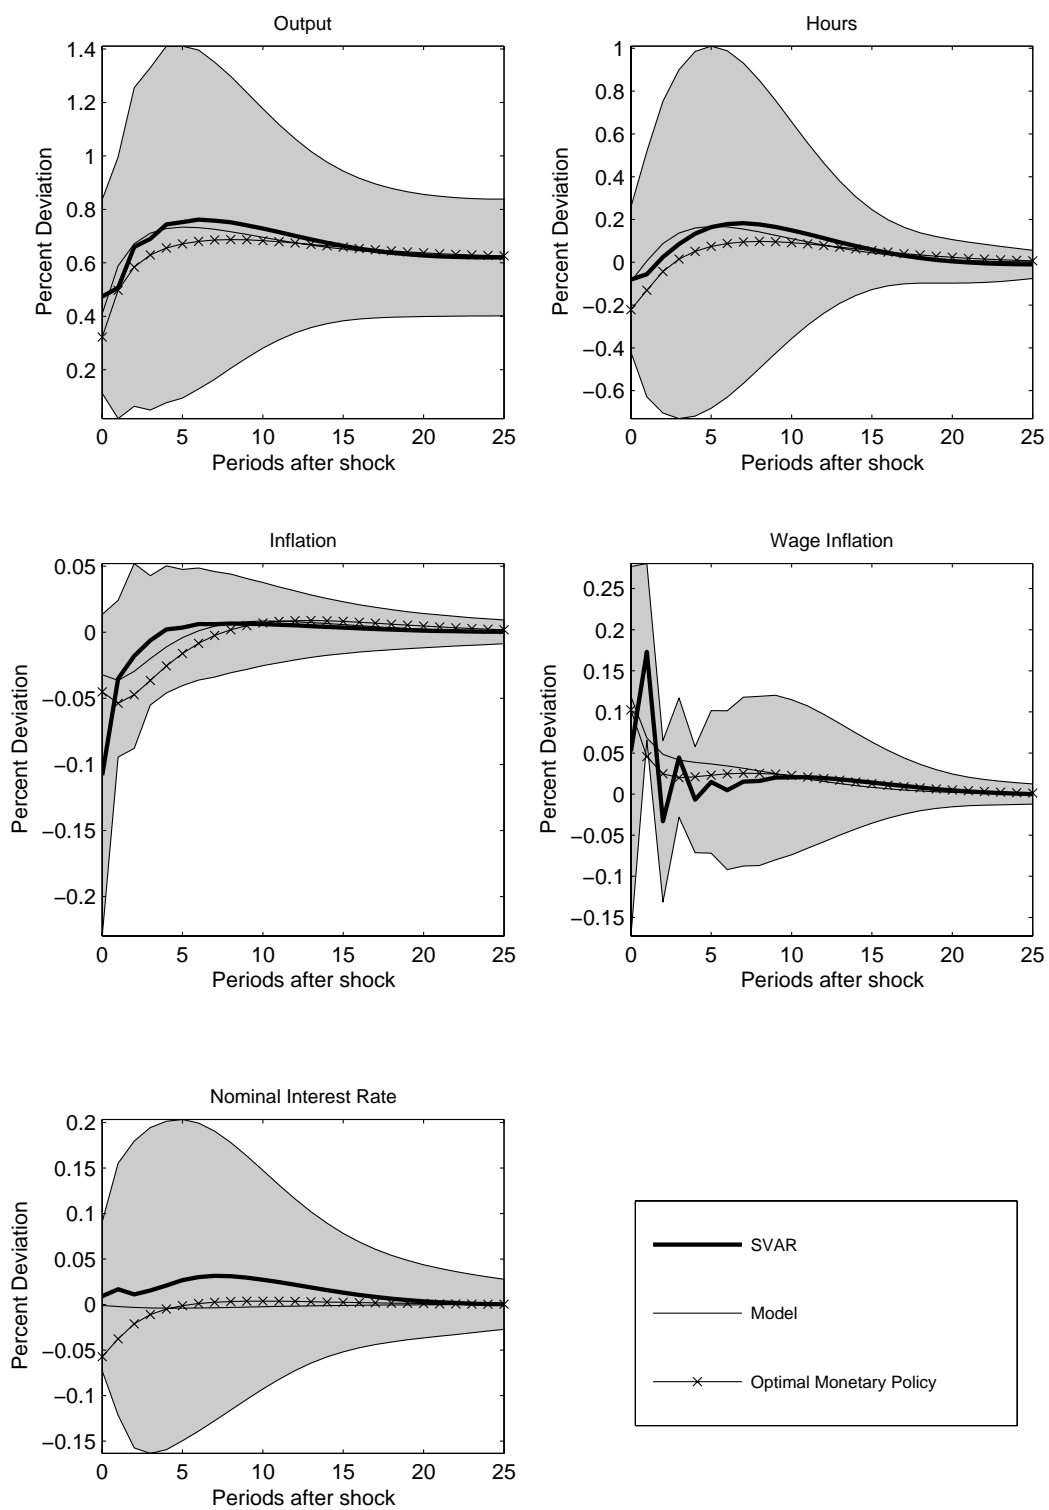 Output
Percent Deviation
1.4
1.2
1
0.8
0.6
0.4
0.2
0 5 10 15 20 25
Periods after shock
Hours
Percent Deviation
1
0.8
0.6
0.4
0.2
0
−0.2
−0.4
−0.6
0 5 10 15 20 25
Periods after shock
Inflation
Percent Deviation
0.05
0
−0.05
−0.1
−0.15
−0.2
0 5 10 15 20 25
Periods after shock
Wage Inflation
Percent Deviation
0.25
0.2
0.15
0.1
0.05
0
−0.05
−0.1
−0.15
0 5 10 15 20 25
Periods after shock
Nominal Interest Rate
Percent Deviation
0.2
0.15
0.1
0.05
0
−0.05
−0.1
−0.15
0 5 10 15 20 25
Periods after shock
SVAR
Model
Optimal Monetary Policy